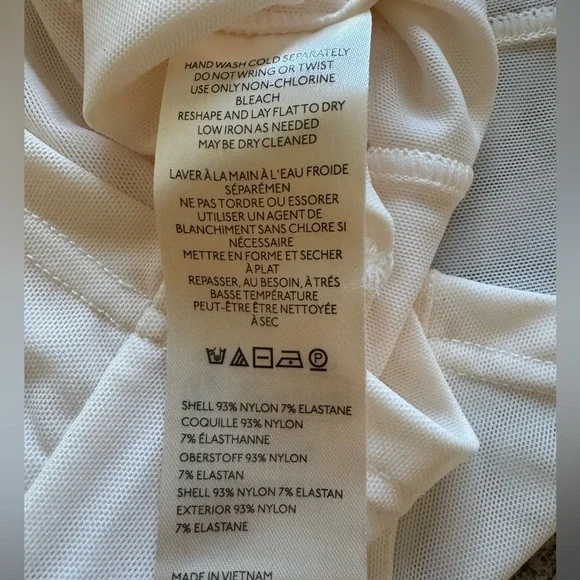 HAND WASH COLD SEPARATELY
DO NOT WRING OR TWIST
USE ONLY NON-CHLORINE
BLEACH
RESHAPE AND LAY FLAT TO DRY
LOW IRON AS NEEDED
MAY BE DRY CLEANED
LAVER À LA MAIN À L'EAU FROIDE
SÉPARÉMEN
NE PAS TORDRE OU ESSORER
UTILISER UN AGENT DE
BLANCHIMENT SANS CHLORE SI
NÉCESSAIRE
METTRE EN FORME ET SECHER
À PLAT
REPASSER, AU BESOIN, À TRÉS
BASSE TEMPÉRATURE
PEUT-ÊTRE ÊTRE NETTOYÉE
À SEC
P
SHELL 93% NYLON 7% ELASTANE
COQUILLE 93% NYLON
7% ÉLASTHANNE
OBERSTOFF 93% NYLON
7% ELASTAN
SHELL 93% NYLON 7% ELASTANE
EXTERIOR 93% NYLON
7% ELASTANE
MADE IN VIETNAM